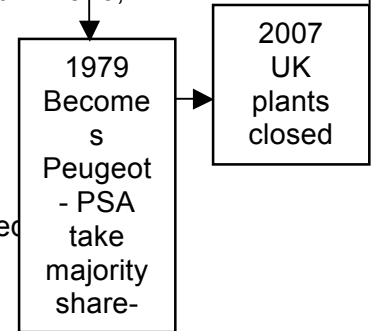 1979
Become
s
Peugeot
- PSA
take
majority
share-
2007
UK
plants
closed